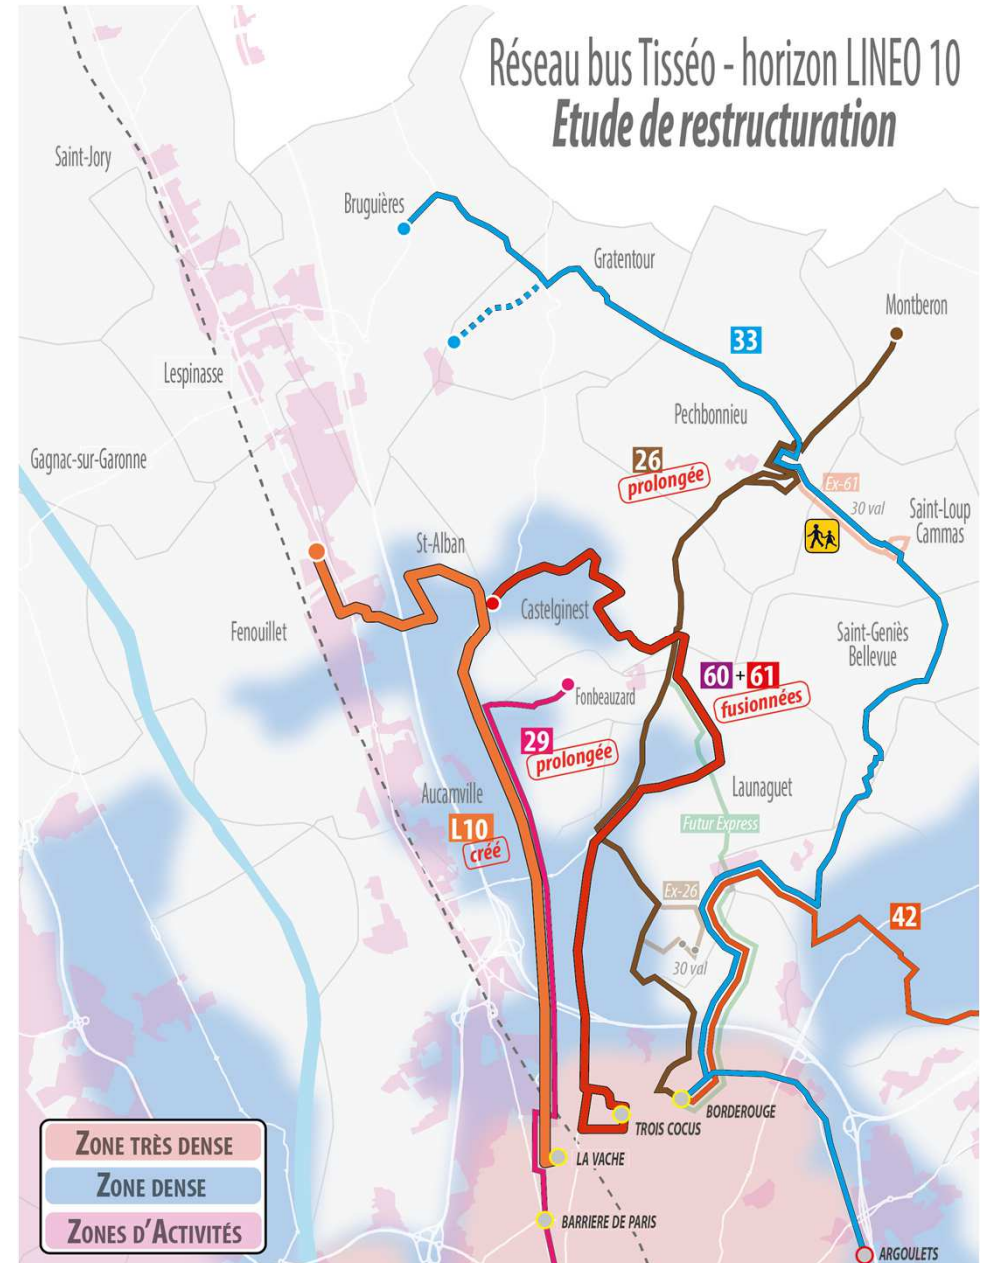 Réseau bus Tisséo - horizon LINEO 10
Etude de restructuration
Saint-Jory
Bruguières
Gratentour
Montberon
33
Lespinasse
Pechbonnieu
Gagnac-sur-Garonne
26
prolongée
Ex-61
30 val
Saint-Loup
Cammas
St-Alban
Castelginest
Fenouillet
Saint-Geniès
Bellevue
60 + 61
fusionnées
Fonbeauzard
29
prolongée
Aucamville
Launaguet
L10
créé
Futur Express
Ex-26
42
30 val
BORDEROUGE
TROIS COCUS
LA VACHE
BARRIERE DE PARIS
ARGOULETS
ZONE TRÈS DENSE
ZONE DENSE
ZONES D'ACTIVITÉS